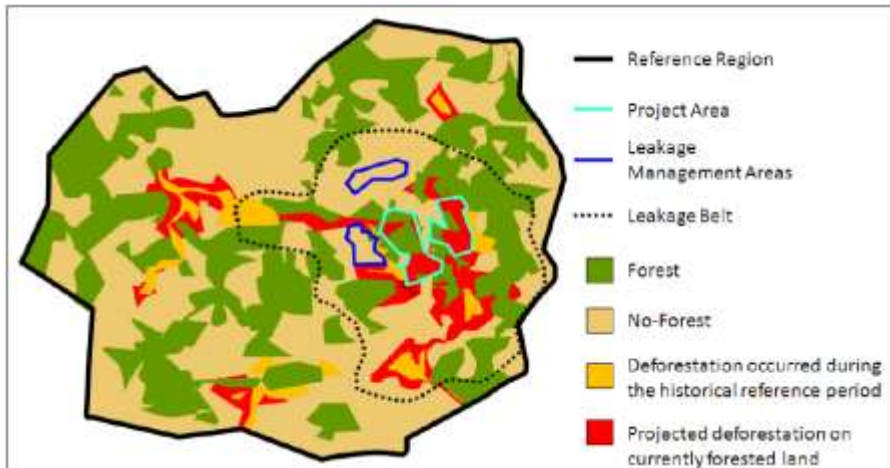 Reference Region
Project Area
Leakage
Management Areas
Leakage Belt
Forest
No-Forest
Deforestation occurred during
the historical reference period
Projected deforestation on
currently forested land